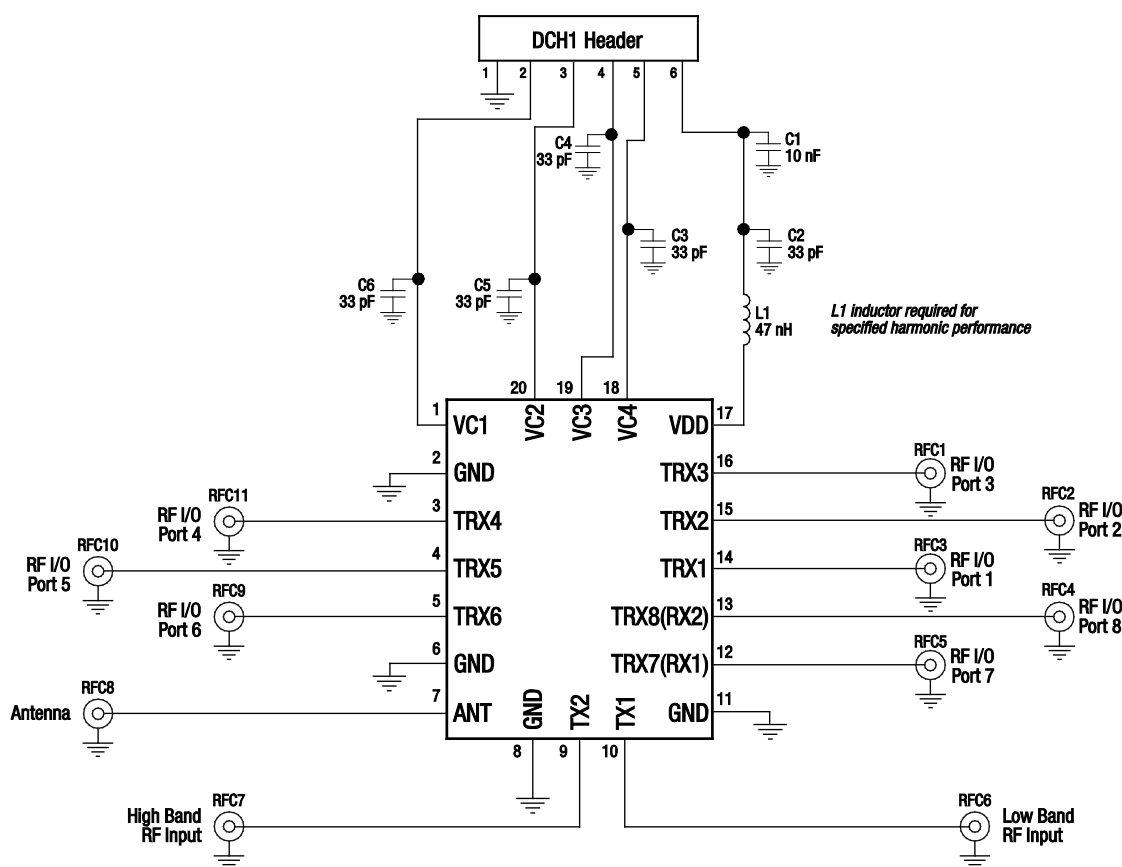 DCH1 Header
1 2 3 4 5 6
C4
33 pF
C1
10 nF
C3
33 pF
C2
33 pF
C6
33 pF
C5
33 pF
L1
47 nH
L1 inductor required for
specified harmonic performance
20 19 18
1 VC1 VC2 VC3 VC4 VDD 17
2 GND
TRX3 16 RFC1 RF I/O
Port 3
RFC11
RF I/O
Port 4
3 TRX4
TRX2 15 RFC2 RF I/O
Port 2
RFC10
RF I/O
Port 5
4 TRX5
TRX1 14 RFC3 RF I/O
Port 1
RFC9
RF I/O
Port 6
5 TRX6
TRX8(RX2) 13 RFC4 RF I/O
Port 8
6 GND
TRX7(RX1) 12 RFC5 RF I/O
Port 7
RFC8
Antenna
7 ANT
GND TX2 TX1 GND 11
8 9 10
RFC7
High Band
RF Input
RFC6
Low Band
RF Input